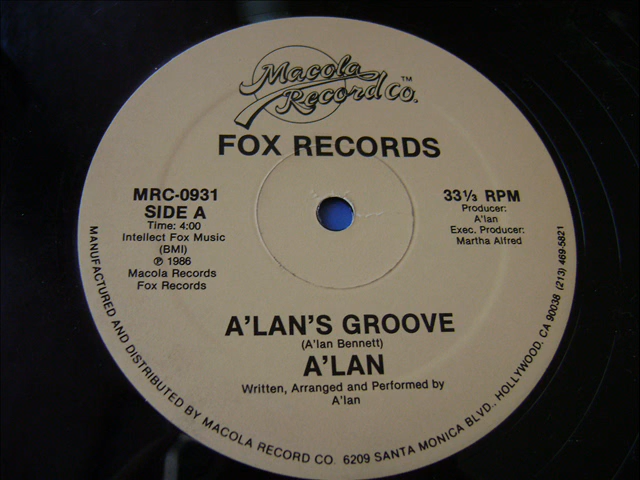 Macola
Record Co.™
FOX RECORDS
MRC-0931
SIDE A
Time: 4:00
Intellect Fox Music
(BMI)
℗ 1986
Macola Records
Fox Records
33⅓ RPM
Producer:
A'lan
Exec. Producer:
Martha Alfred
A'LAN'S GROOVE
(A'lan Bennett)
A'LAN
Written, Arranged and Performed by
A'lan
MANUFACTURED AND DISTRIBUTED BY MACOLA RECORD CO. 6209 SANTA MONICA BLVD., HOLLYWOOD, CA 90038 (213) 469-5821